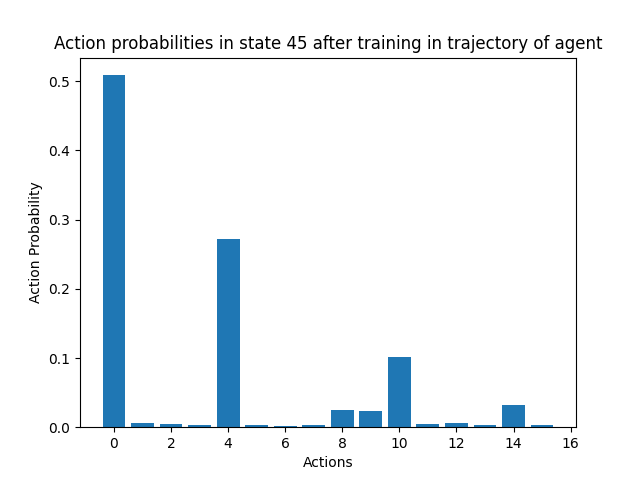 Action probabilities in state 45 after training in trajectory of agent
0.5
0.4
0.3
0.2
0.1
0.0
Action Probability
0 2 4 6 8 10 12 14 16
Actions